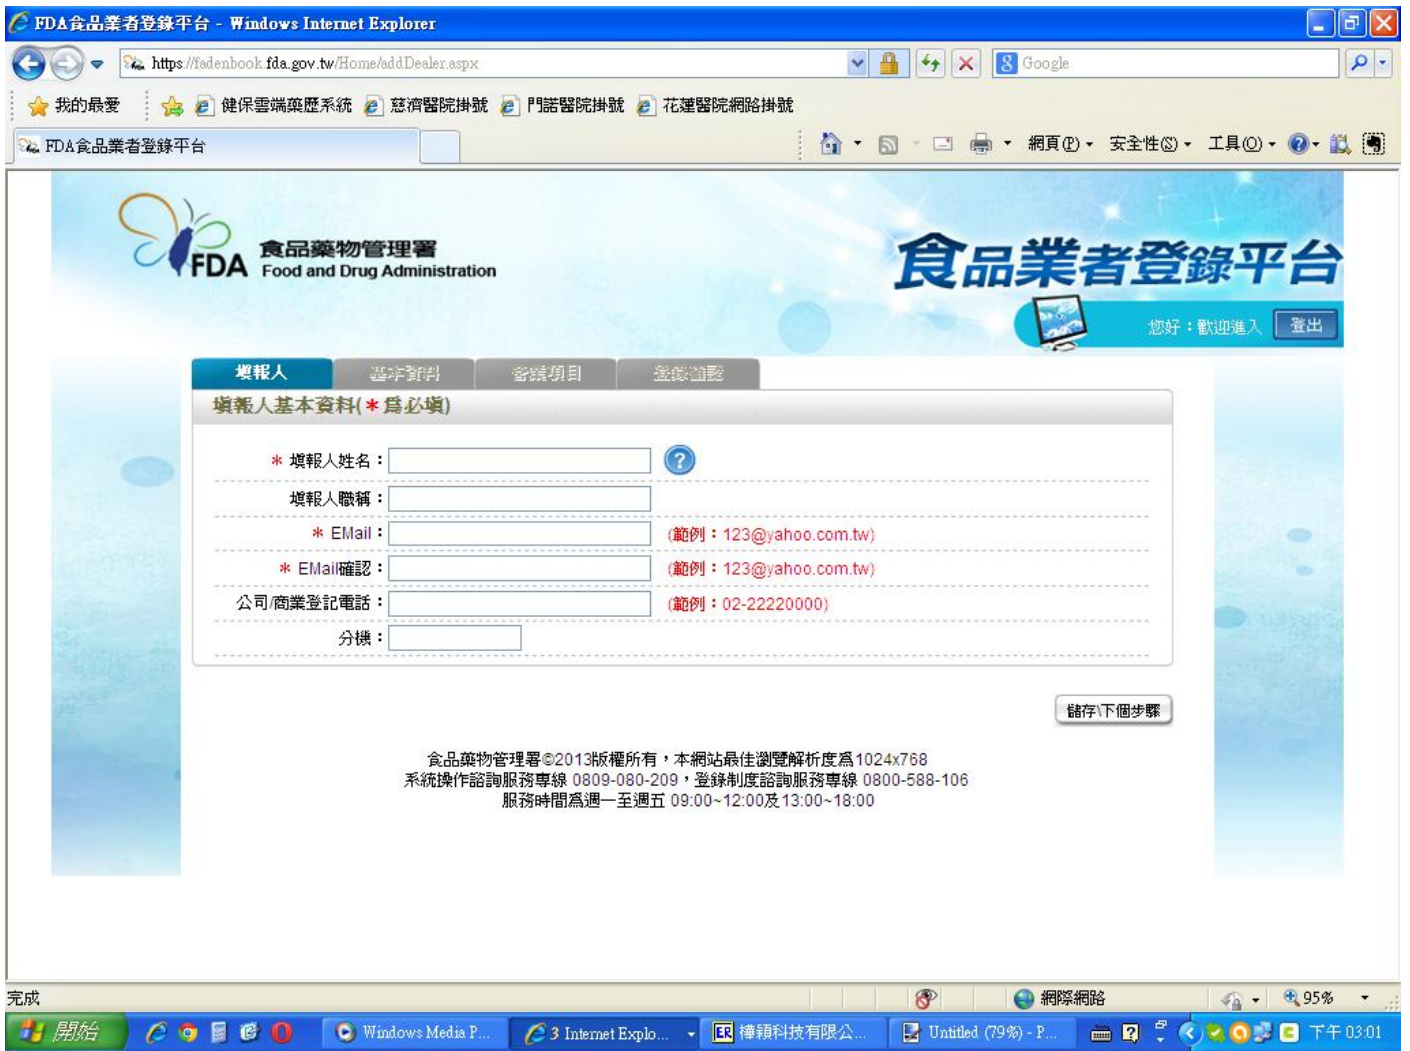 FDA食品業者登錄平台 - Windows Internet Explorer
https://fadenbook.fda.gov.tw/Home/addDealer.aspx
Google
我的最愛 健保雲端藥歷系統 慈濟醫院掛號 門諾醫院掛號 花蓮醫院網路掛號
FDA食品業者登錄平台
網頁(P) 安全性(S) 工具(O)
FDA 食品藥物管理署
Food and Drug Administration
食品業者登錄平台
您好：歡迎進入 登出
填報人 基本資料 營業項目 登錄確認
填報人基本資料(*為必填)
* 填報人姓名：
填報人職稱：
* EMail： (範例：123@yahoo.com.tw)
* EMail確認： (範例：123@yahoo.com.tw)
公司/商業登記電話： (範例：02-22220000)
分機：
儲存\下個步驟
食品藥物管理署©2013版權所有，本網站最佳瀏覽解析度為1024x768
系統操作諮詢服務專線 0809-080-209，登錄制度諮詢服務專線 0800-588-106
服務時間為週一至週五 09:00~12:00及13:00~18:00
完成 網際網路 95%
開始 Windows Media P... 3 Internet Explo... ER 樺穎科技有限公... Untitled (79%) - P... 下午 03:01